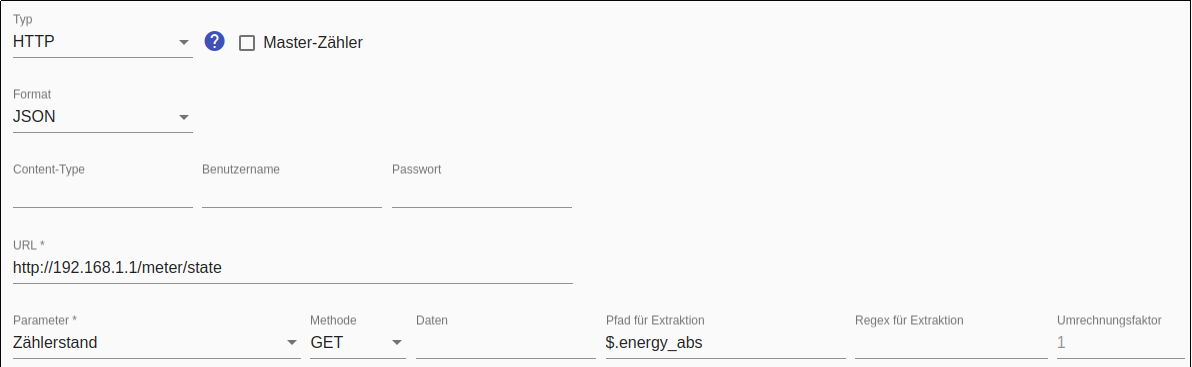 Typ
HTTP ? Master-Zähler
Format
JSON
Content-Type Benutzername Passwort
URL *
http://192.168.1.1/meter/state
Parameter * Methode Daten Pfad für Extraktion Regex für Extraktion Umrechnungsfaktor
Zählerstand GET $.energy_abs 1